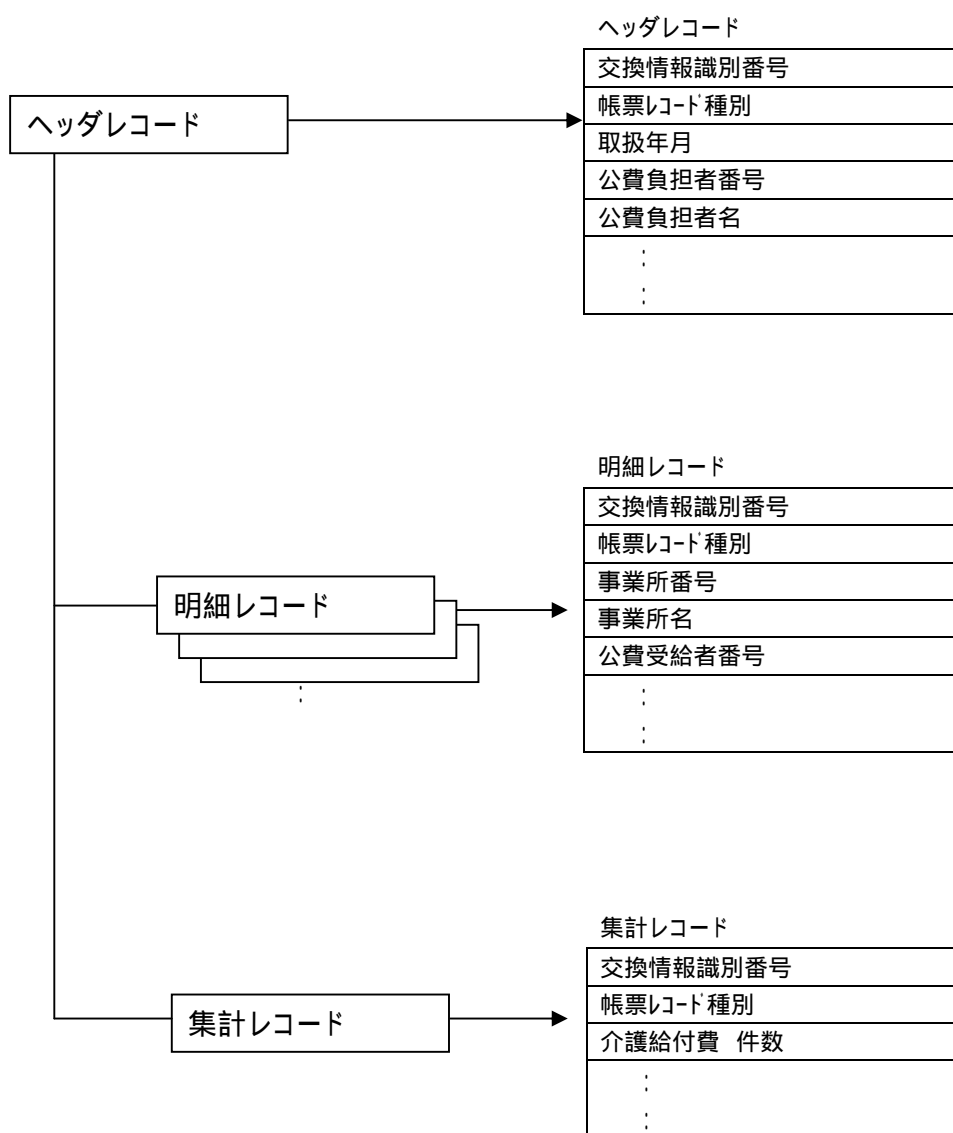 ヘッダレコード
交換情報識別番号
帳票ﾚｺｰﾄﾞ種別
取扱年月
公費負担者番号
公費負担者名
:
:
ヘッダレコード
明細レコード
交換情報識別番号
帳票ﾚｺｰﾄﾞ種別
事業所番号
事業所名
公費受給者番号
:
:
明細レコード
:
集計レコード
交換情報識別番号
帳票ﾚｺｰﾄﾞ種別
介護給付費　件数
:
:
集計レコード